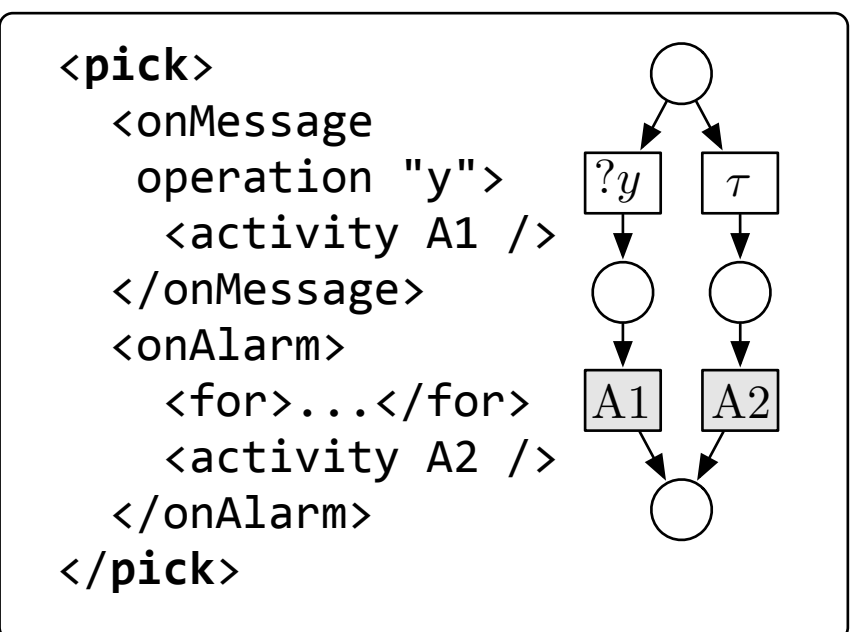 <pick>
<onMessage
operation "y">
<activity A1 />
</onMessage>
<onAlarm>
<for>...</for>
<activity A2 />
</onAlarm>
</pick>
?y
τ
A1
A2